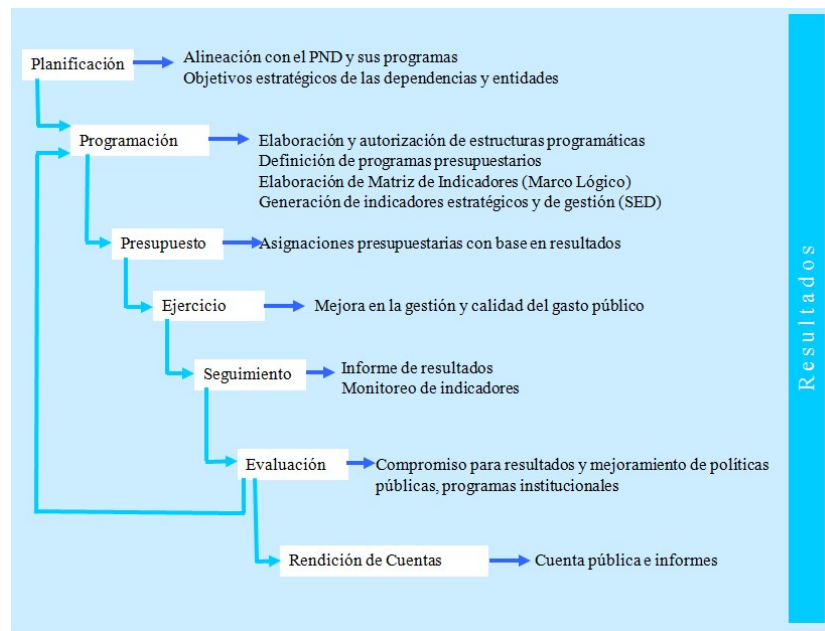 Planificación
Alineación con el PND y sus programas
Objetivos estratégicos de las dependencias y entidades
Programación
Elaboración y autorización de estructuras programáticas
Definición de programas presupuestarios
Elaboración de Matriz de Indicadores (Marco Lógico)
Generación de indicadores estratégicos y de gestión (SED)
Presupuesto
Asignaciones presupuestarias con base en resultados
Ejercicio
Mejora en la gestión y calidad del gasto público
Seguimiento
Informe de resultados
Monitoreo de indicadores
Evaluación
Compromiso para resultados y mejoramiento de políticas
públicas, programas institucionales
Rendición de Cuentas
Cuenta pública e informes
Resultados